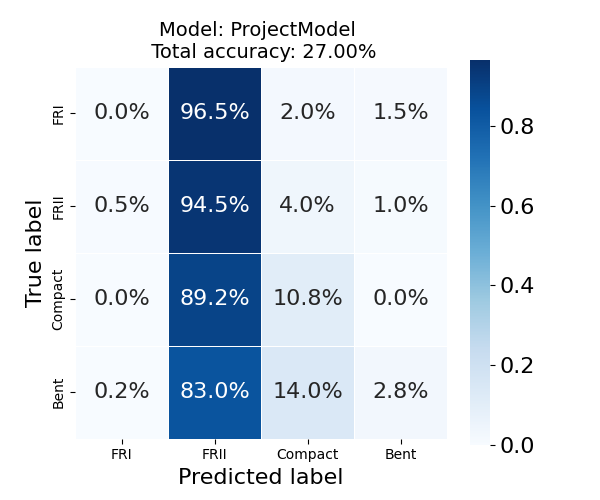 Model: ProjectModel
Total accuracy: 27.00%
FRI 0.0% 96.5% 2.0% 1.5%
FRII 0.5% 94.5% 4.0% 1.0%
Compact 0.0% 89.2% 10.8% 0.0%
Bent 0.2% 83.0% 14.0% 2.8%
FRI FRII Compact Bent
Predicted label
True label
0.8
0.6
0.4
0.2
0.0